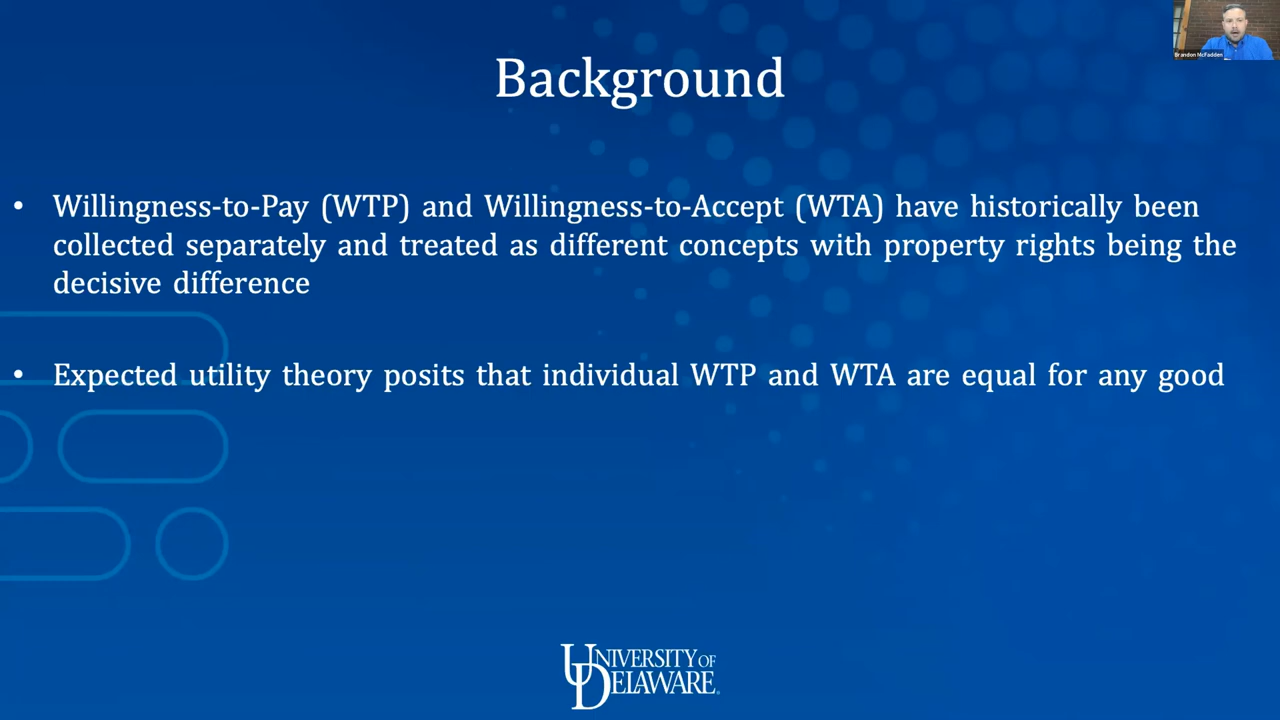 Brandon McFadden
Background
• Willingness-to-Pay (WTP) and Willingness-to-Accept (WTA) have historically been
collected separately and treated as different concepts with property rights being the
decisive difference
• Expected utility theory posits that individual WTP and WTA are equal for any good
UNIVERSITY OF
DELAWARE.